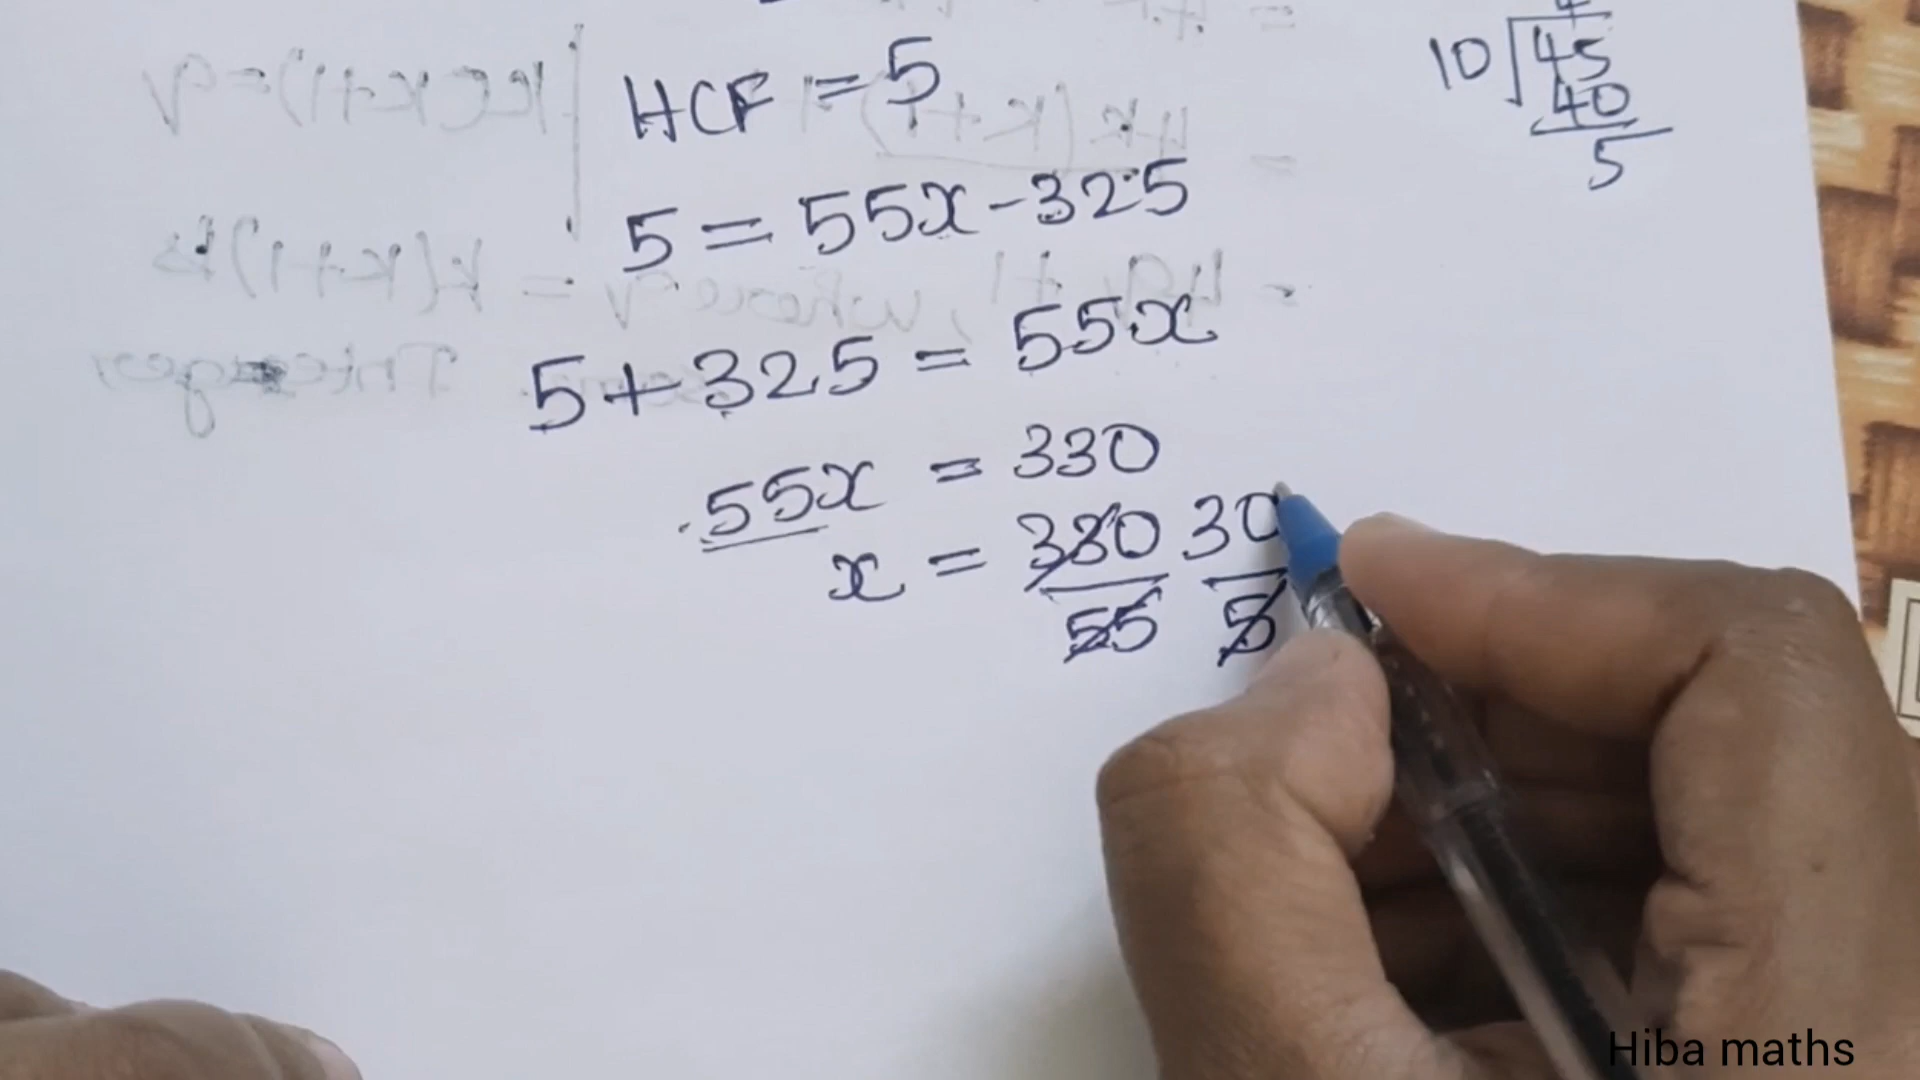 HCF = 5
5 = 55x - 325
5 + 325 = 55x
55x = 330
x = 330/55 30/5
10 45
40
5
Hiba maths